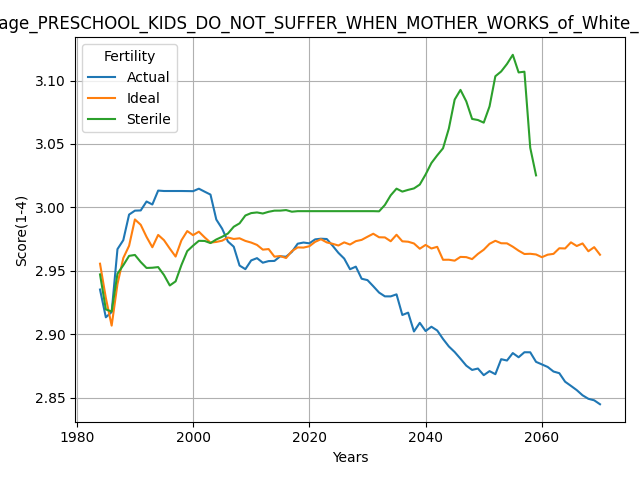 age_PRESCHOOL_KIDS_DO_NOT_SUFFER_WHEN_MOTHER_WORKS_of_White_
Fertility
Actual
Ideal
Sterile
3.10
3.05
3.00
2.95
2.90
2.85
Score(1-4)
1980
2000
2020
2040
2060
Years